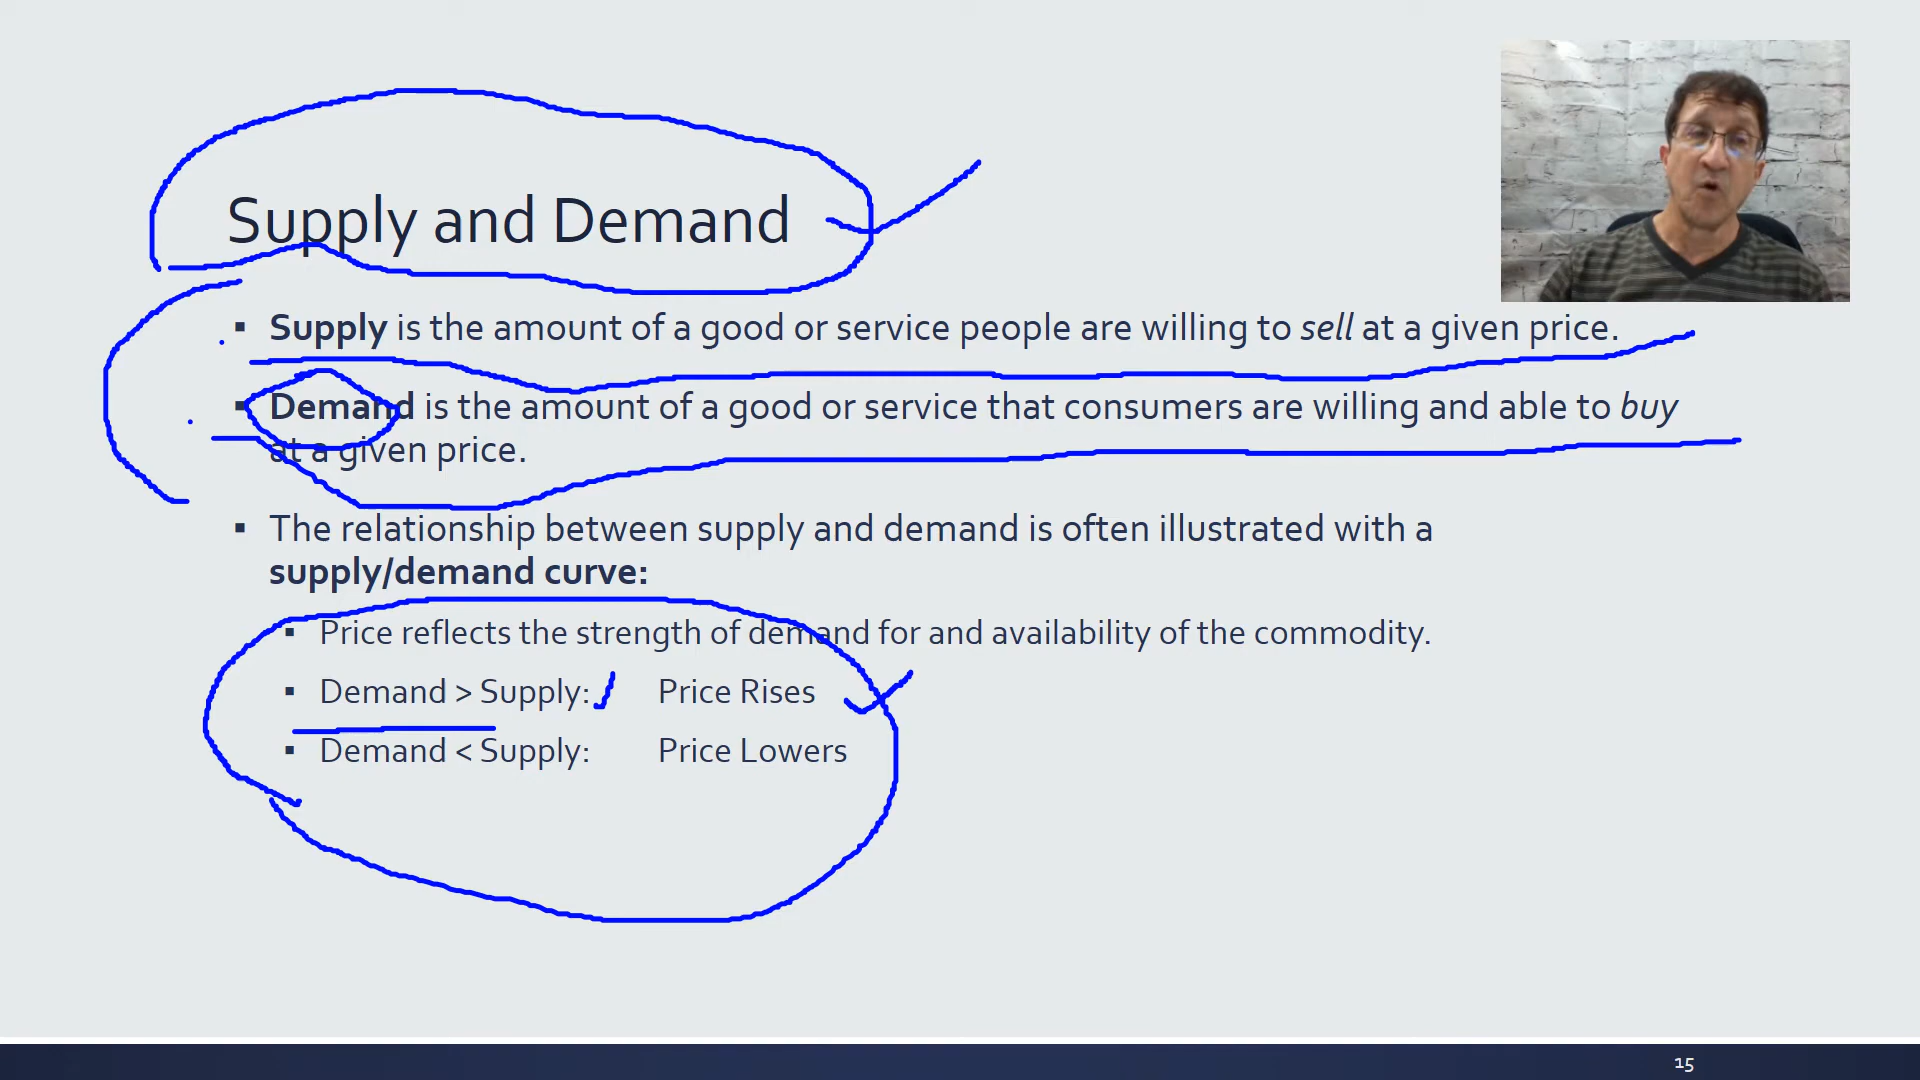 Supply and Demand
▪ Supply is the amount of a good or service people are willing to sell at a given price.
▪ Demand is the amount of a good or service that consumers are willing and able to buy
at a given price.
▪ The relationship between supply and demand is often illustrated with a
supply/demand curve:
▪ Price reflects the strength of demand for and availability of the commodity.
▪ Demand > Supply: Price Rises
▪ Demand < Supply: Price Lowers
15